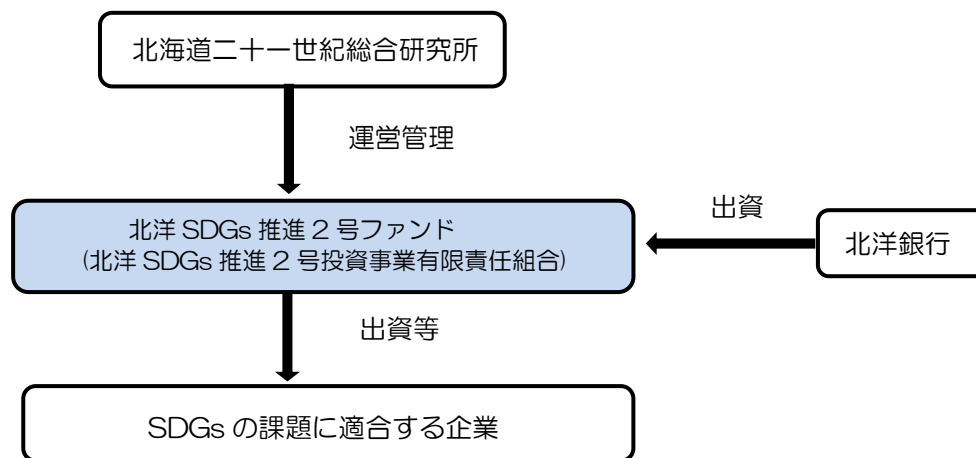 北海道二十一世紀総合研究所
運営管理
北洋 SDGs 推進 2 号ファンド
(北洋 SDGs 推進 2 号投資事業有限責任組合)
出資
北洋銀行
出資等
SDGs の課題に適合する企業